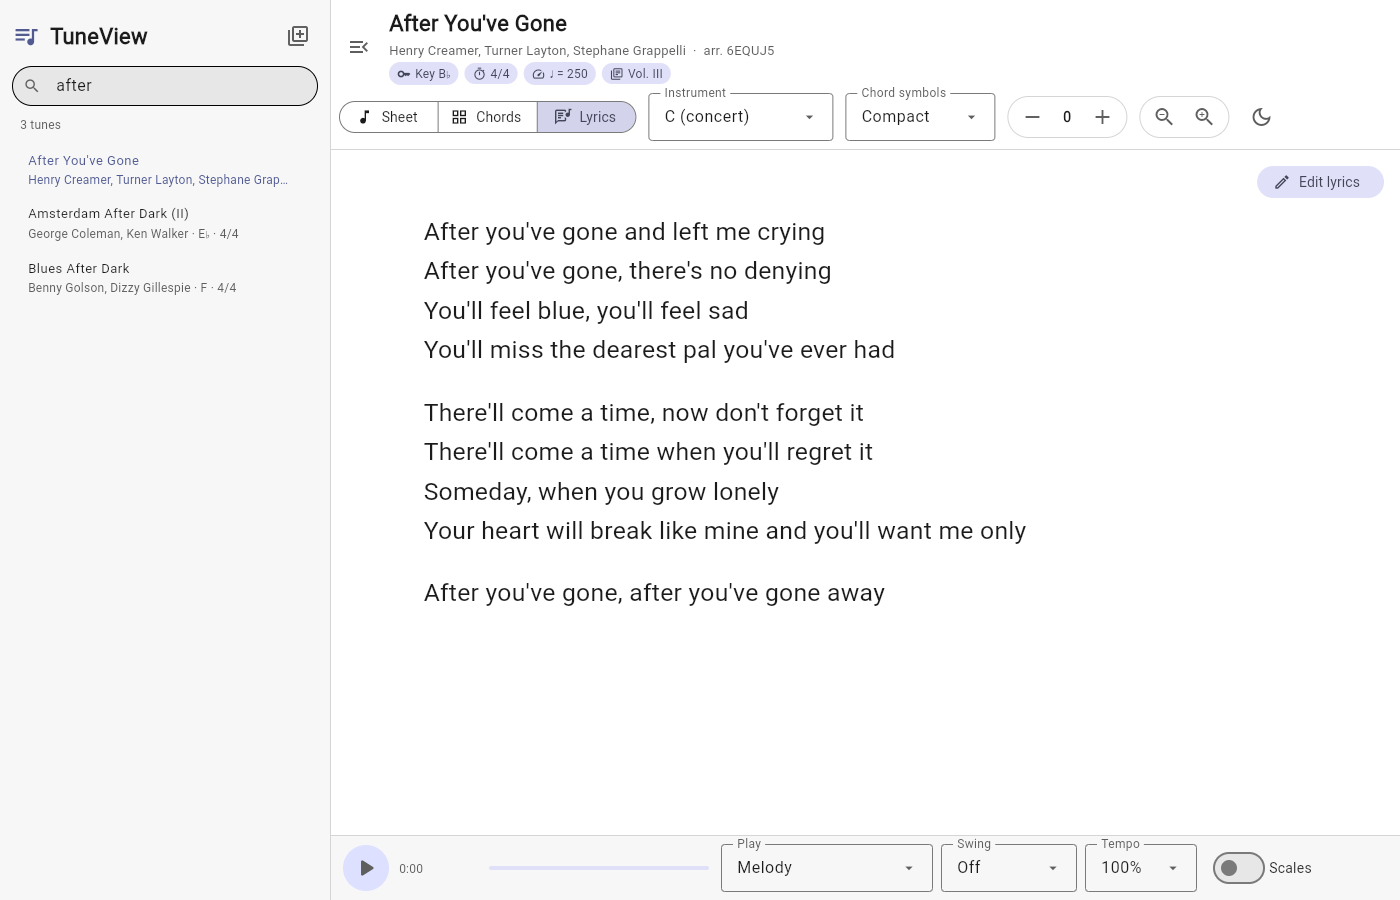 TuneView
after
3 tunes
After You've Gone
Henry Creamer, Turner Layton, Stephane Grap...
Amsterdam After Dark (II)
George Coleman, Ken Walker · E♭ · 4/4
Blues After Dark
Benny Golson, Dizzy Gillespie · F · 4/4
After You've Gone
Henry Creamer, Turner Layton, Stephane Grappelli · arr. 6EQUJ5
Key B♭ 4/4 ♩ = 250 Vol. III
Sheet Chords Lyrics
Instrument
C (concert)
Chord symbols
Compact
0
Edit lyrics
After you've gone and left me crying
After you've gone, there's no denying
You'll feel blue, you'll feel sad
You'll miss the dearest pal you've ever had
There'll come a time, now don't forget it
There'll come a time when you'll regret it
Someday, when you grow lonely
Your heart will break like mine and you'll want me only
After you've gone, after you've gone away
0:00
Play
Melody
Swing
Off
Tempo
100%
Scales